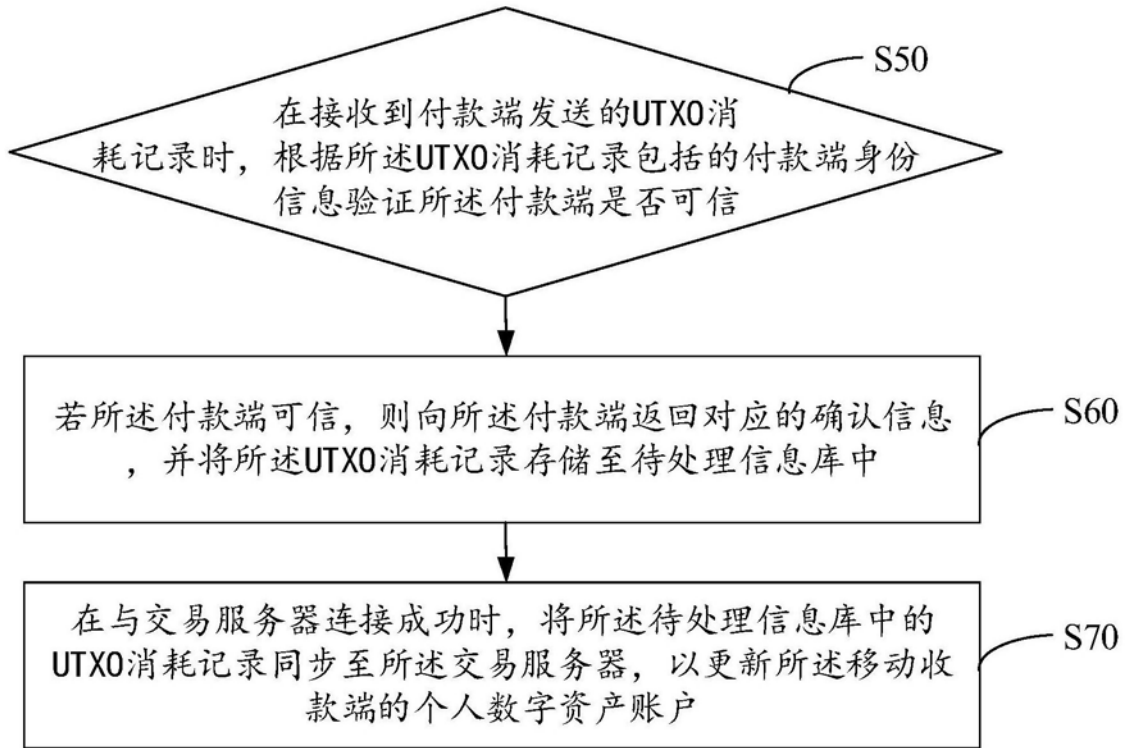 S50
在接收到付款端发送的UTXO消
耗记录时，根据所述UTXO消耗记录包括的付款端身份
信息验证所述付款端是否可信
S60
若所述付款端可信，则向所述付款端返回对应的确认信息
，并将所述UTXO消耗记录存储至待处理信息库中
S70
在与交易服务器连接成功时，将所述待处理信息库中的
UTXO消耗记录同步至所述交易服务器，以更新所述移动收
款端的个人数字资产账户